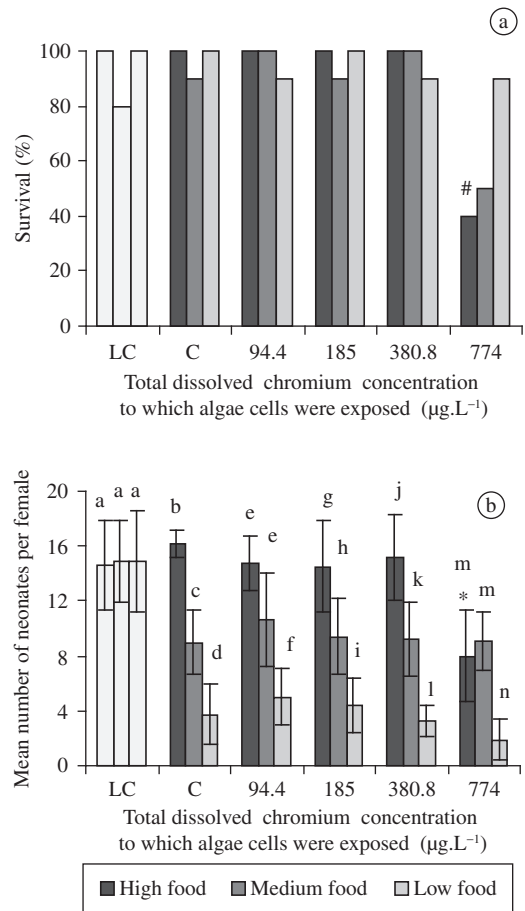 a
100
80
60
40
20
0
Survival (%)
#
LC C 94.4 185 380.8 774
Total dissolved chromium concentration
to which algae cells were exposed (µg.L⁻¹)
b
20
16
12
8
4
0
Mean number of neonates per female
a a a b c d e e f g h i j k l m * m n
LC C 94.4 185 380.8 774
Total dissolved chromium concentration
to which algae cells were exposed (µg.L⁻¹)
High food Medium food Low food